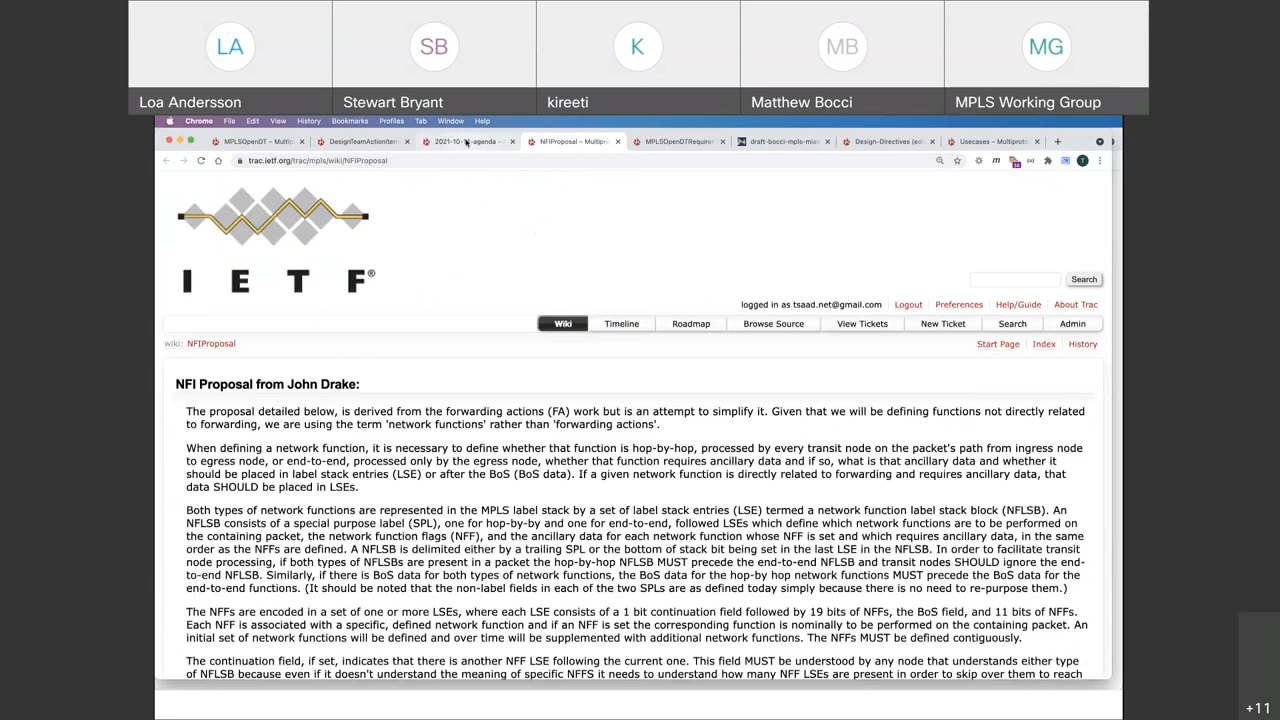 LA
SB
K
MB
MG
Loa Andersson
Stewart Bryant
kireeti
Matthew Bocci
MPLS Working Group
Chrome File Edit View History Bookmarks Profiles Tab Window Help
MPLSOpenDT – Multip
DesignTeamActionItem
2021-10- -agenda –
NFIProposal – Multipro
MPLSOpenDTRequirem
draft-bocci-mpls-mia
Design-Directives (edi
Usecases – Multiproto
trac.ietf.org/trac/mpls/wiki/NFIProposal
I E T F®
Search
logged in as tsaad.net@gmail.com Logout Preferences Help/Guide About Trac
Wiki Timeline Roadmap Browse Source View Tickets New Ticket Search Admin
wiki: NFIProposal
Start Page Index History
NFI Proposal from John Drake:
The proposal detailed below, is derived from the forwarding actions (FA) work but is an attempt to simplify it. Given that we will be defining functions not directly related
to forwarding, we are using the term 'network functions' rather than 'forwarding actions'.
When defining a network function, it is necessary to define whether that function is hop-by-hop, processed by every transit node on the packet's path from ingress node
to egress node, or end-to-end, processed only by the egress node, whether that function requires ancillary data and if so, what is that ancillary data and whether it
should be placed in label stack entries (LSE) or after the BoS (BoS data). If a given network function is directly related to forwarding and requires ancillary data, that
data SHOULD be placed in LSEs.
Both types of network functions are represented in the MPLS label stack by a set of label stack entries (LSE) termed a network function label stack block (NFLSB). An
NFLSB consists of a special purpose label (SPL), one for hop-by-by and one for end-to-end, followed LSEs which define which network functions are to be performed on
the containing packet, the network function flags (NFF), and the ancillary data for each network function whose NFF is set and which requires ancillary data, in the same
order as the NFFs are defined. A NFLSB is delimited either by a trailing SPL or the bottom of stack bit being set in the last LSE in the NFLSB. In order to facilitate transit
node processing, if both types of NFLSBs are present in a packet the hop-by-hop NFLSB MUST precede the end-to-end NFLSB and transit nodes SHOULD ignore the end-
to-end NFLSB. Similarly, if there is BoS data for both types of network functions, the BoS data for the hop-by hop network functions MUST precede the BoS data for the
end-to-end functions. (It should be noted that the non-label fields in each of the two SPLs are as defined today simply because there is no need to re-purpose them.)
The NFFs are encoded in a set of one or more LSEs, where each LSE consists of a 1 bit continuation field followed by 19 bits of NFFs, the BoS field, and 11 bits of NFFs.
Each NFF is associated with a specific, defined network function and if an NFF is set the corresponding function is nominally to be performed on the containing packet. An
initial set of network functions will be defined and over time will be supplemented with additional network functions. The NFFs MUST be defined contiguously.
The continuation field, if set, indicates that there is another NFF LSE following the current one. This field MUST be understood by any node that understands either type
of NFLSB because even if it doesn't understand the meaning of specific NFFS it needs to understand how many NFF LSEs are present in order to skip over them to reach
+11